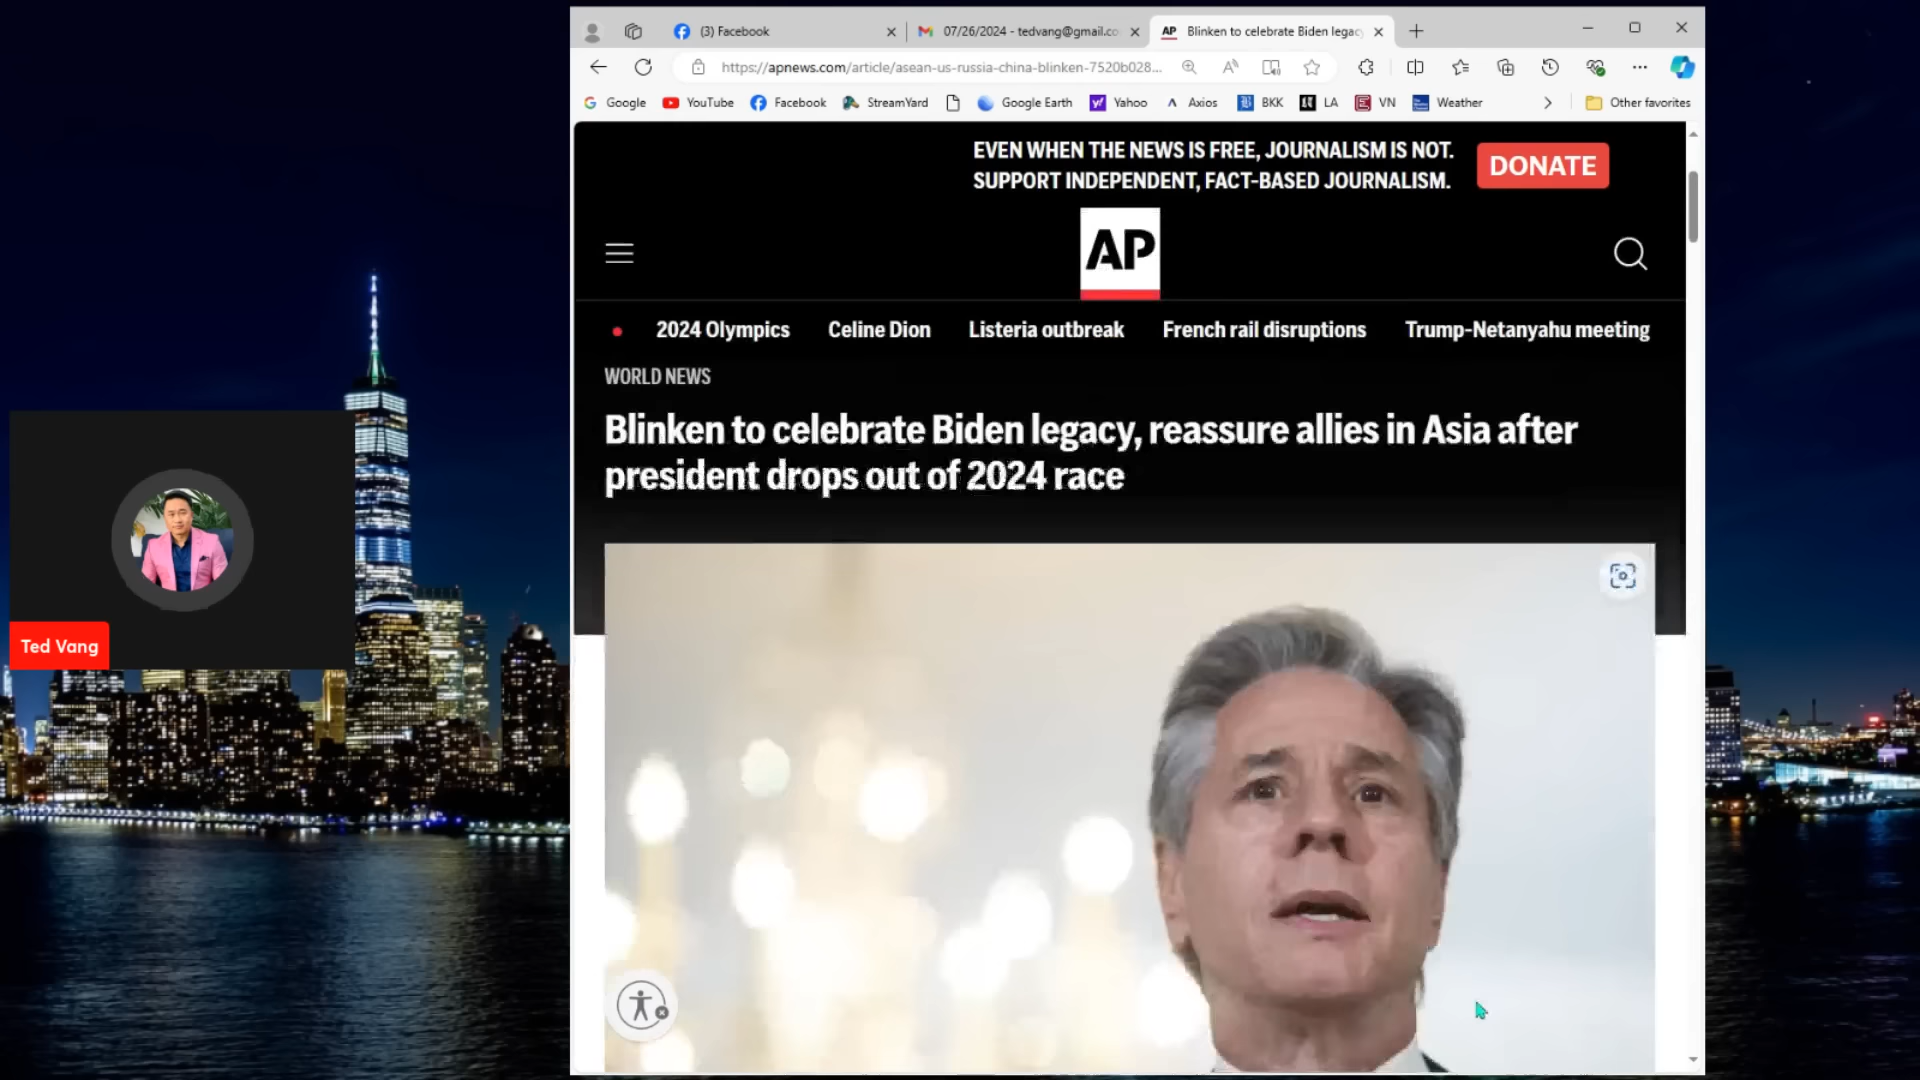 (3) Facebook
07/26/2024 - tedvang@gmail.co
AP
Blinken to celebrate Biden legac
https://apnews.com/article/asean-us-russia-china-blinken-7520b028...
Google
YouTube
Facebook
StreamYard
Google Earth
Yahoo
Axios
BKK
LA
VN
Weather
Other favorites
EVEN WHEN THE NEWS IS FREE, JOURNALISM IS NOT.
SUPPORT INDEPENDENT, FACT-BASED JOURNALISM.
DONATE
AP
2024 Olympics
Celine Dion
Listeria outbreak
French rail disruptions
Trump-Netanyahu meeting
WORLD NEWS
Blinken to celebrate Biden legacy, reassure allies in Asia after
president drops out of 2024 race
Ted Vang